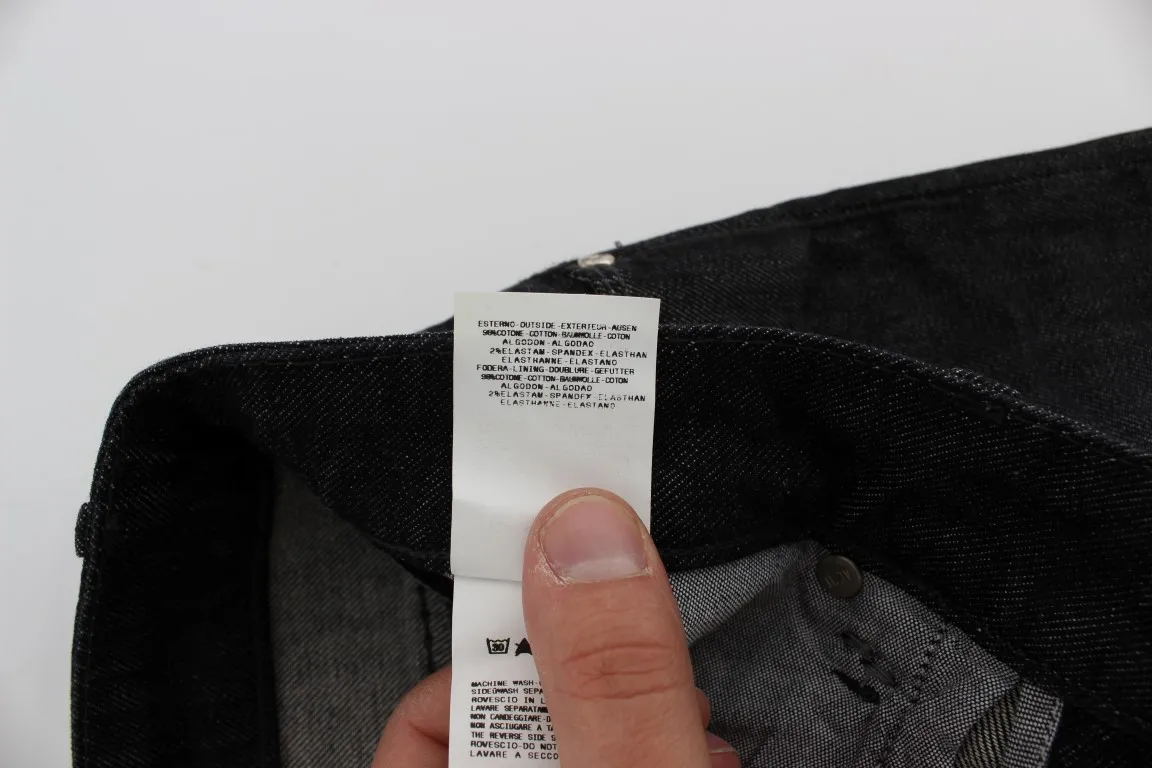 ESTERNO-OUTSIDE-EXTERIEUR-AUSEN
98%COTONE-COTTON-BAUMWOLLE-COTON
ALGODON-ALGODAO
2%ELASTAM-SPANDEX-ELASTHAN
ELASTHANNE-ELASTANO
FODERA-LINING-DOUBLURE-GEFUTTER
98%COTONE-COTTON-BAUMWOLLE-COTON
ALGODON-ALGODAO
2%ELASTAM-SPANDEX ELASTHAN
ELASTHANNE-ELASTANO
30
MACHINE WASH-
SIDE WASH SEPA
ROVESCIO IN L
LAVARE SEPARATAM
NON CANDEGGIARE-D
NON ASCIUGARE A TA
THE REVERSE SIDE S
ROVESCIO-DO NOT
LAVARE A SECCO